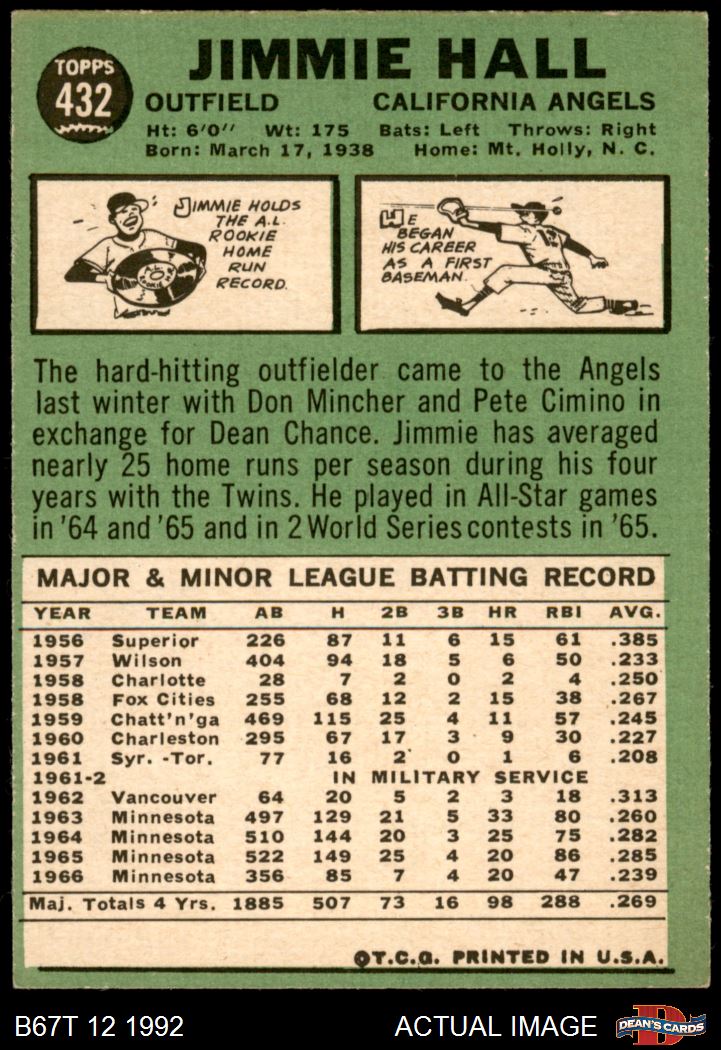 TOPPS
432
JIMMIE HALL
OUTFIELD CALIFORNIA ANGELS
Ht: 6'0'' Wt: 175 Bats: Left Throws: Right
Born: March 17, 1938 Home: Mt. Holly, N. C.
JIMMIE HOLDS
THE A.L.
ROOKIE
HOME
RUN
RECORD.
HE
BEGAN
HIS CAREER
AS A FIRST
BASEMAN.
The hard-hitting outfielder came to the Angels
last winter with Don Mincher and Pete Cimino in
exchange for Dean Chance. Jimmie has averaged
nearly 25 home runs per season during his four
years with the Twins. He played in All-Star games
in '64 and '65 and in 2 World Series contests in '65.
MAJOR & MINOR LEAGUE BATTING RECORD
YEAR TEAM AB H 2B 3B HR RBI AVG.
1956 Superior 226 87 11 6 15 61 .385
1957 Wilson 404 94 18 5 6 50 .233
1958 Charlotte 28 7 2 0 2 4 .250
1958 Fox Cities 255 68 12 2 15 38 .267
1959 Chatt'n'ga 469 115 25 4 11 57 .245
1960 Charleston 295 67 17 3 9 30 .227
1961 Syr. -Tor. 77 16 2 0 1 6 .208
1961-2 IN MILITARY SERVICE
1962 Vancouver 64 20 5 2 3 18 .313
1963 Minnesota 497 129 21 5 33 80 .260
1964 Minnesota 510 144 20 3 25 75 .282
1965 Minnesota 522 149 25 4 20 86 .285
1966 Minnesota 356 85 7 4 20 47 .239
Maj. Totals 4 Yrs. 1885 507 73 16 98 288 .269
©T.C.G. PRINTED IN U.S.A.
B67T 12 1992 ACTUAL IMAGE
DEAN'S CARDS